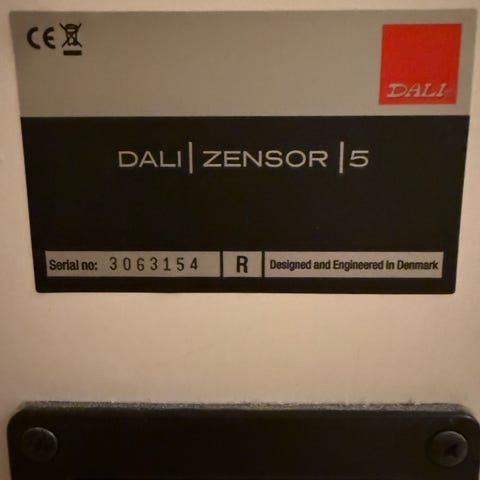 CE
DALI
DALI | ZENSOR | 5
Serial no: 3063154 R Designed and Engineered in Denmark